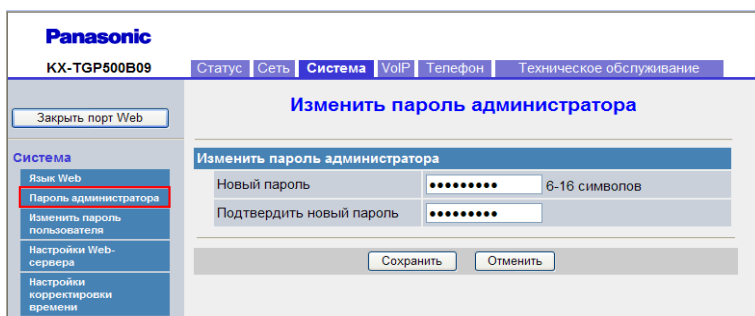 Panasonic
KX-TGP500B09
Статус Сеть Система VoIP Телефон Техническое обслуживание
Закрыть порт Web
Изменить пароль администратора
Система
Язык Web
Пароль администратора
Изменить пароль
пользователя
Настройки Web-
сервера
Настройки
корректировки
времени
Изменить пароль администратора
Новый пароль ●●●●●●●●● 6-16 символов
Подтвердить новый пароль ●●●●●●●●●
Сохранить Отменить